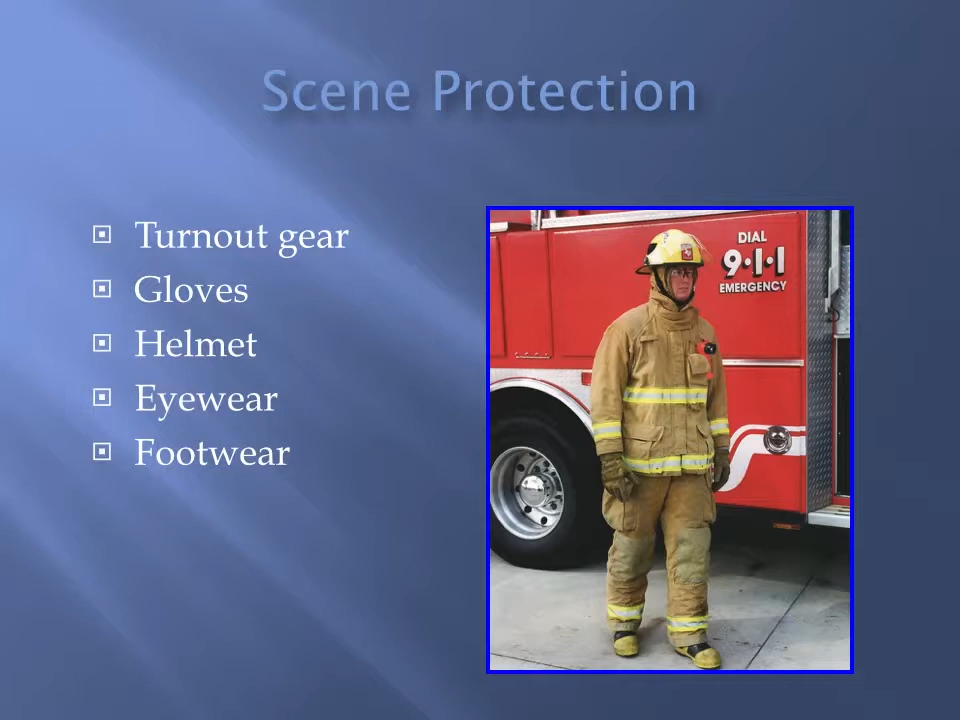 Scene Protection
Turnout gear
Gloves
Helmet
Eyewear
Footwear
DIAL
9•1•1
EMERGENCY